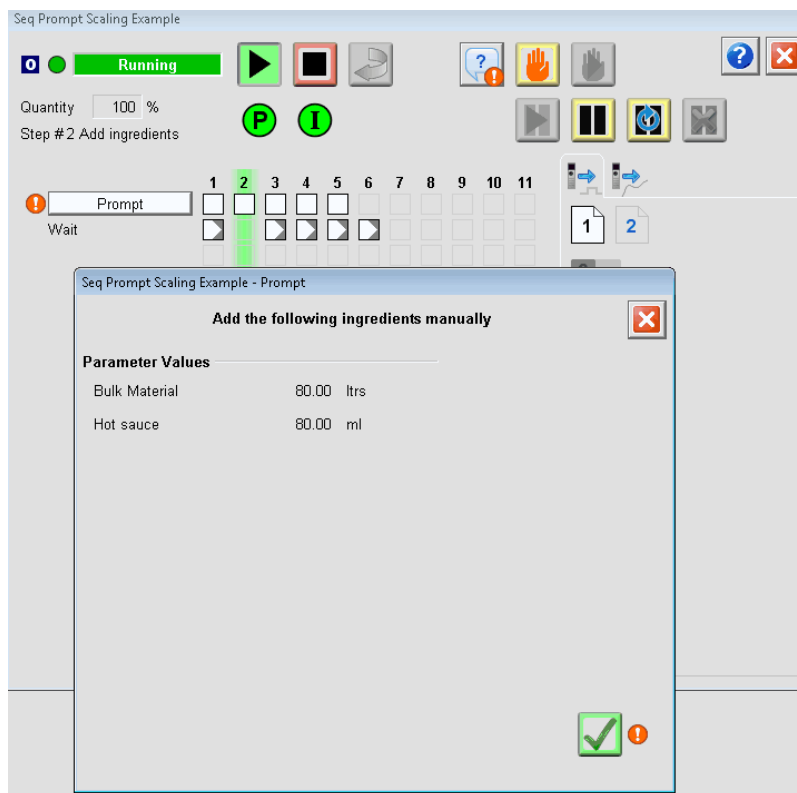 Seq Prompt Scaling Example
O Running
?
?
Quantity 100 %
P I
Step # 2 Add ingredients
1 2 3 4 5 6 7 8 9 10 11
Prompt
Wait
1 2
Seq Prompt Scaling Example - Prompt
Add the following ingredients manually
Parameter Values
Bulk Material 80.00 ltrs
Hot sauce 80.00 ml